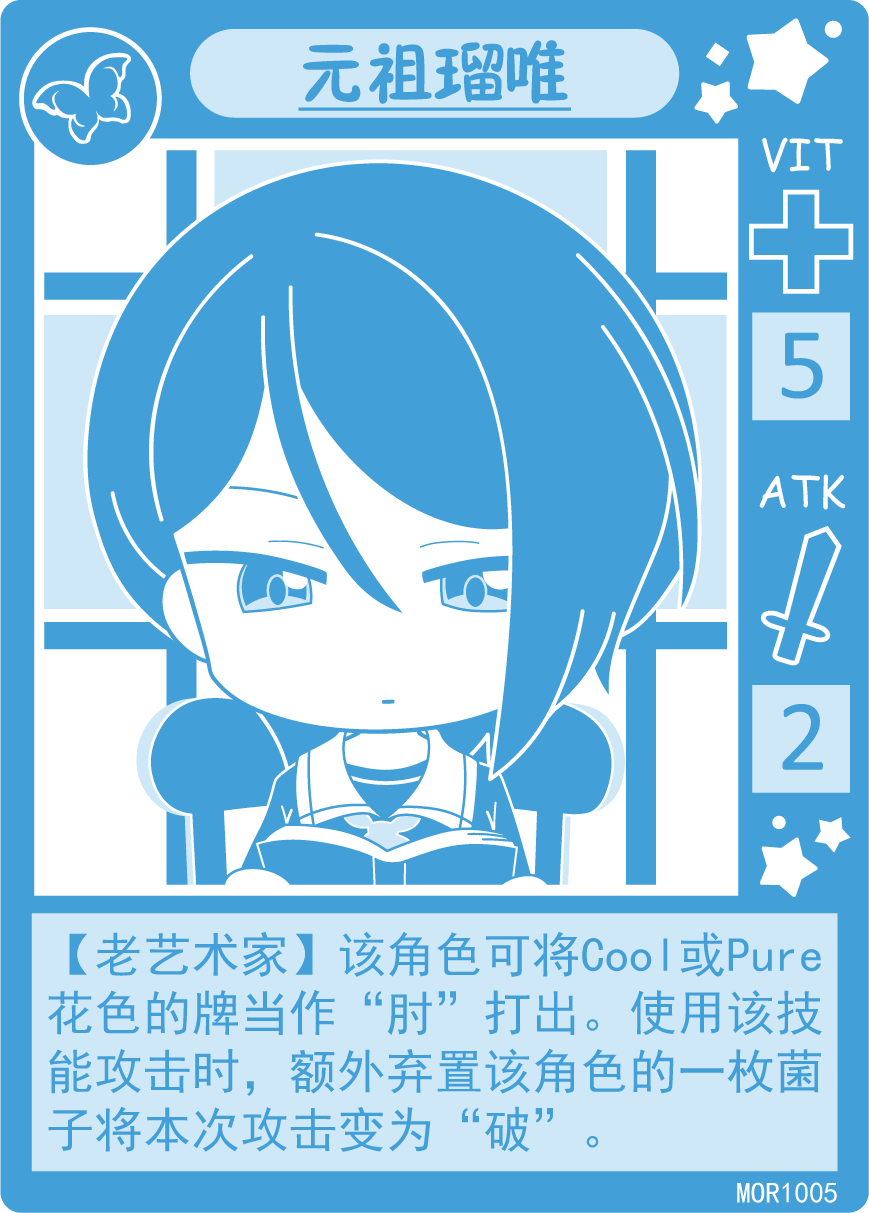 元祖瑠唯
VIT
5
ATK
2
【老艺术家】该角色可将Cool或Pure
花色的牌当作“肘”打出。使用该技
能攻击时，额外弃置该角色的一枚菌
子将本次攻击变为“破”。
MOR1005